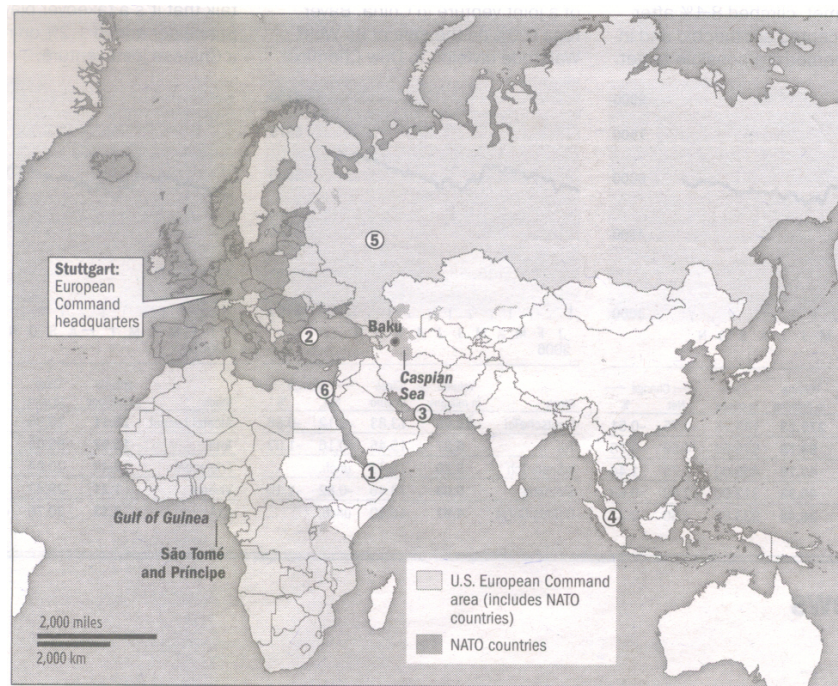 Stuttgart:
European
Command
headquarters
5
2
Baku
Caspian
Sea
6
3
1
4
Gulf of Guinea
São Tomé
and Príncipe
U.S. European Command
area (includes NATO
countries)
NATO countries
2,000 miles
2,000 km